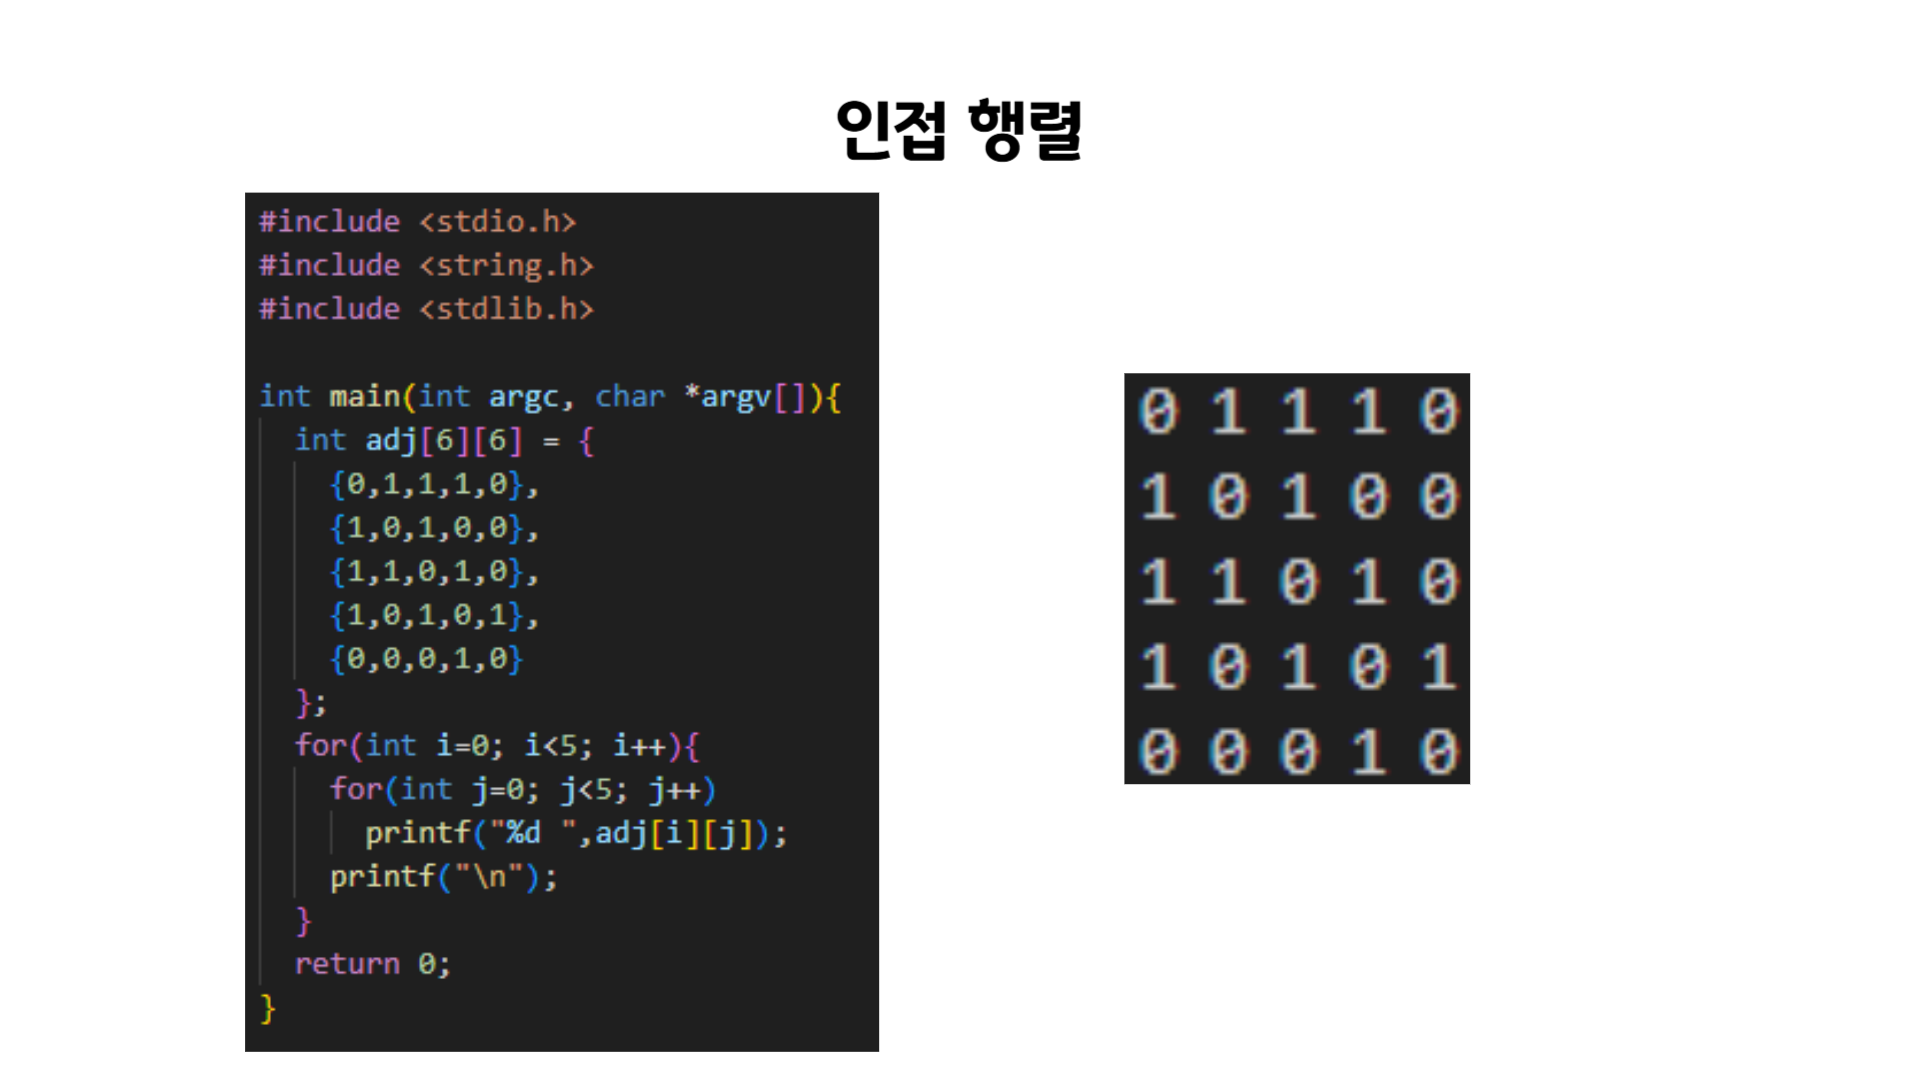 인접 행렬
#include <stdio.h>
#include <string.h>
#include <stdlib.h>
int main(int argc, char *argv[]){
int adj[6][6] = {
{0,1,1,1,0},
{1,0,1,0,0},
{1,1,0,1,0},
{1,0,1,0,1},
{0,0,0,1,0}
};
for(int i=0; i<5; i++){
for(int j=0; j<5; j++)
printf("%d ",adj[i][j]);
printf("\n");
}
return 0;
}
0 1 1 1 0
1 0 1 0 0
1 1 0 1 0
1 0 1 0 1
0 0 0 1 0